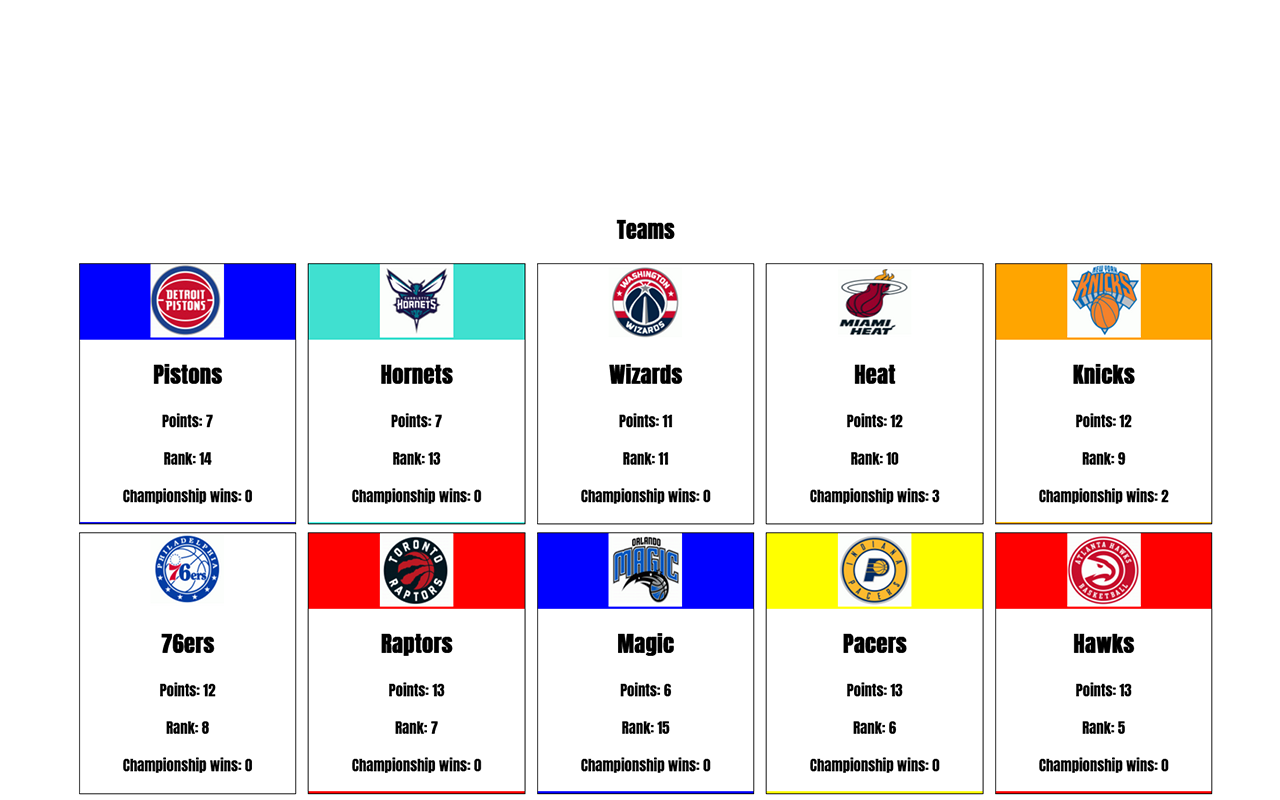 Teams
DETROIT
PISTONS
Pistons
Points: 7
Rank: 14
Championship wins: 0
CHARLOTTE
HORNETS
Hornets
Points: 7
Rank: 13
Championship wins: 0
WASHINGTON
WIZARDS
Wizards
Points: 11
Rank: 11
Championship wins: 0
MIAMI
HEAT
Heat
Points: 12
Rank: 10
Championship wins: 3
NEW YORK
KNICKS
Knicks
Points: 12
Rank: 9
Championship wins: 2
PHILADELPHIA
76ers
76ers
Points: 12
Rank: 8
Championship wins: 0
TORONTO
RAPTORS
Raptors
Points: 13
Rank: 7
Championship wins: 0
ORLANDO
MAGIC
Magic
Points: 6
Rank: 15
Championship wins: 0
INDIANA
P
PACERS
Pacers
Points: 13
Rank: 6
Championship wins: 0
ATLANTA HAWKS
BASKETBALL
Hawks
Points: 13
Rank: 5
Championship wins: 0